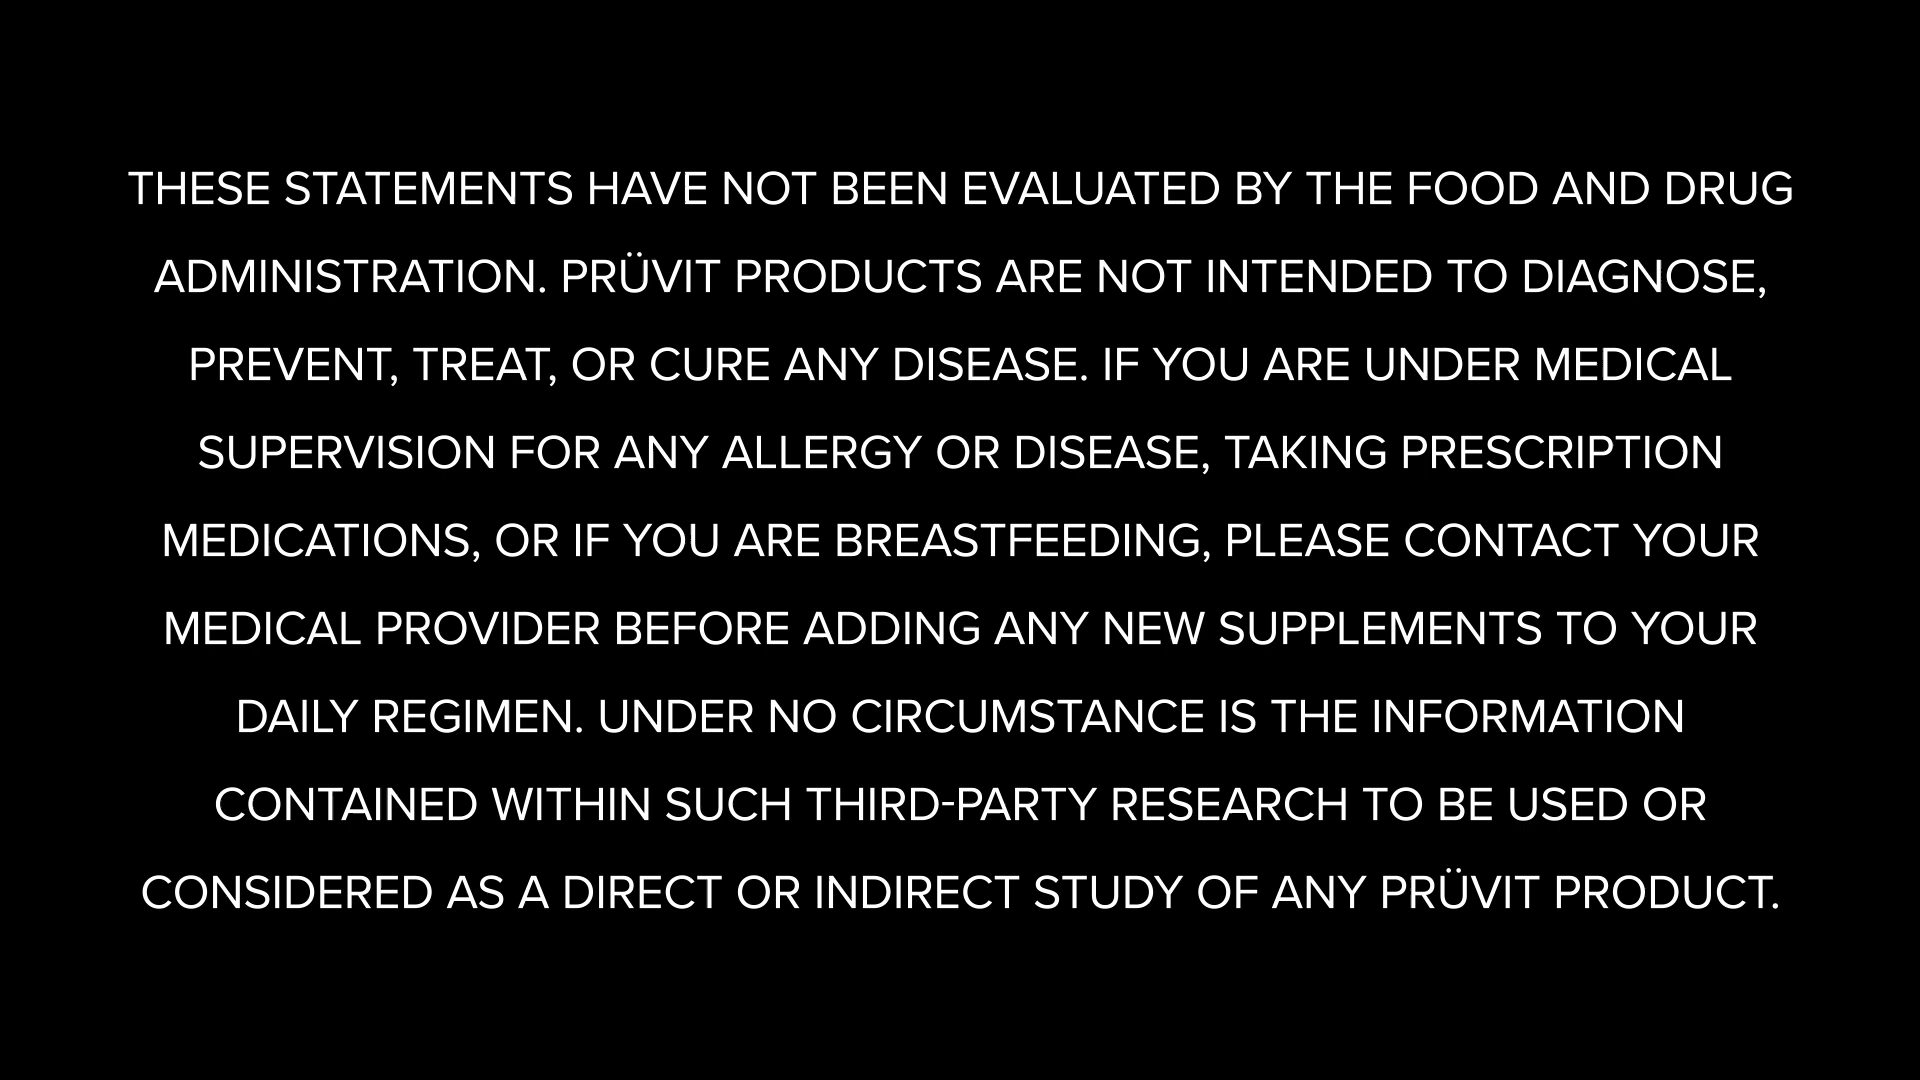 THESE STATEMENTS HAVE NOT BEEN EVALUATED BY THE FOOD AND DRUG
ADMINISTRATION. PRÜVIT PRODUCTS ARE NOT INTENDED TO DIAGNOSE,
PREVENT, TREAT, OR CURE ANY DISEASE. IF YOU ARE UNDER MEDICAL
SUPERVISION FOR ANY ALLERGY OR DISEASE, TAKING PRESCRIPTION
MEDICATIONS, OR IF YOU ARE BREASTFEEDING, PLEASE CONTACT YOUR
MEDICAL PROVIDER BEFORE ADDING ANY NEW SUPPLEMENTS TO YOUR
DAILY REGIMEN. UNDER NO CIRCUMSTANCE IS THE INFORMATION
CONTAINED WITHIN SUCH THIRD-PARTY RESEARCH TO BE USED OR
CONSIDERED AS A DIRECT OR INDIRECT STUDY OF ANY PRÜVIT PRODUCT.